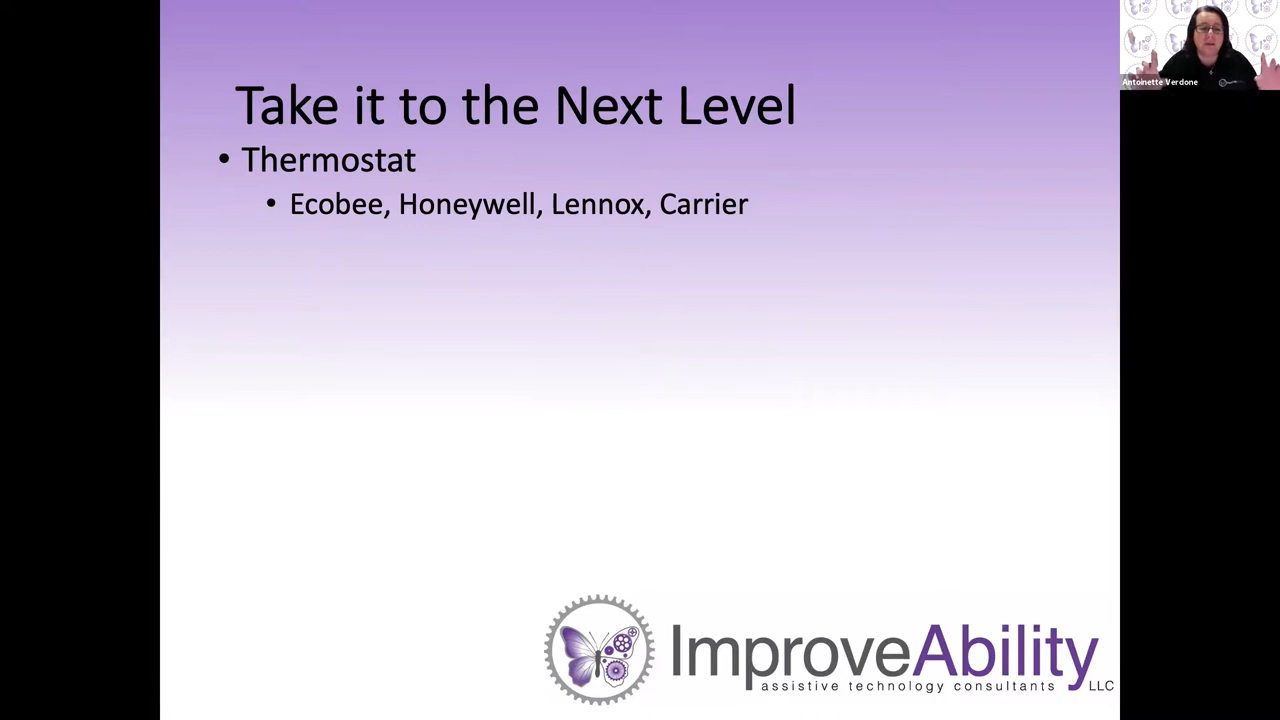 Take it to the Next Level
• Thermostat
• Ecobee, Honeywell, Lennox, Carrier
Antoinette Verdone
ImproveAbility
assistive technology consultants LLC